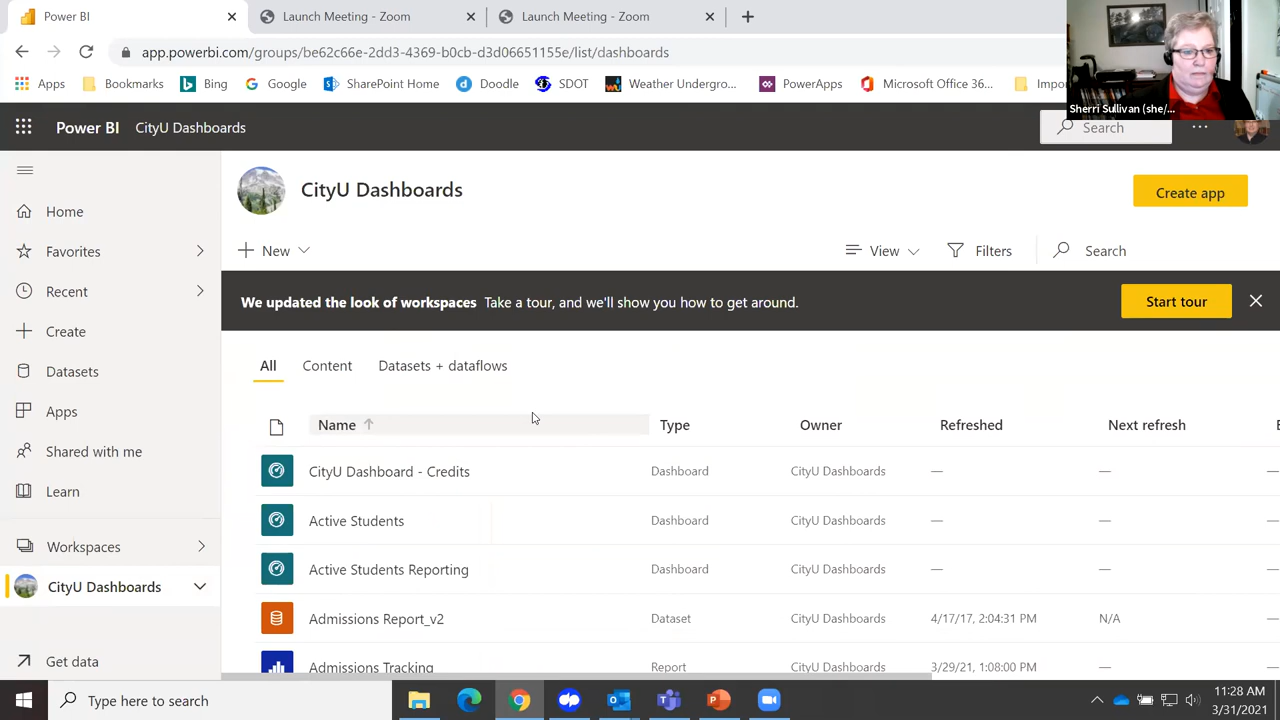 Power BI
Launch Meeting - Zoom
Launch Meeting - Zoom
app.powerbi.com/groups/be62c66e-2dd3-4369-b0cb-d3d06651155e/list/dashboards
Apps
Bookmarks
Bing
Google
SharePoint Home
Doodle
SDOT
Weather Undergro...
PowerApps
Microsoft Office 36...
Impor
Sherri Sullivan (she/...
Power BI
CityU Dashboards
Search
CityU Dashboards
Create app
Home
Favorites
Recent
Create
Datasets
Apps
Shared with me
Learn
Workspaces
CityU Dashboards
Get data
New
View
Filters
Search
We updated the look of workspaces Take a tour, and we'll show you how to get around.
Start tour
All
Content
Datasets + dataflows
Name
Type
Owner
Refreshed
Next refresh
E
CityU Dashboard - Credits
Dashboard
CityU Dashboards
—
—
—
Active Students
Dashboard
CityU Dashboards
—
—
—
Active Students Reporting
Dashboard
CityU Dashboards
—
—
—
Admissions Report_v2
Dataset
CityU Dashboards
4/17/17, 2:04:31 PM
N/A
—
Admissions Tracking
Report
CityU Dashboards
3/29/21, 1:08:00 PM
—
—
Type here to search
11:28 AM
3/31/2021